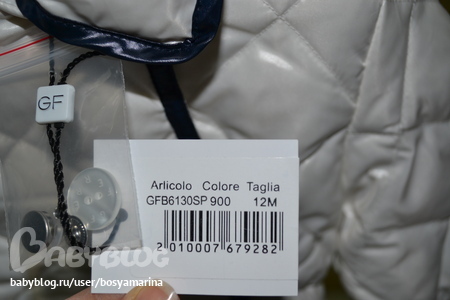 GF
Arlicolo Colore Taglia
GFB6130SP 900 12M
2 010007 679282
BABYBLOG
babyblog.ru/user/bosyamarina